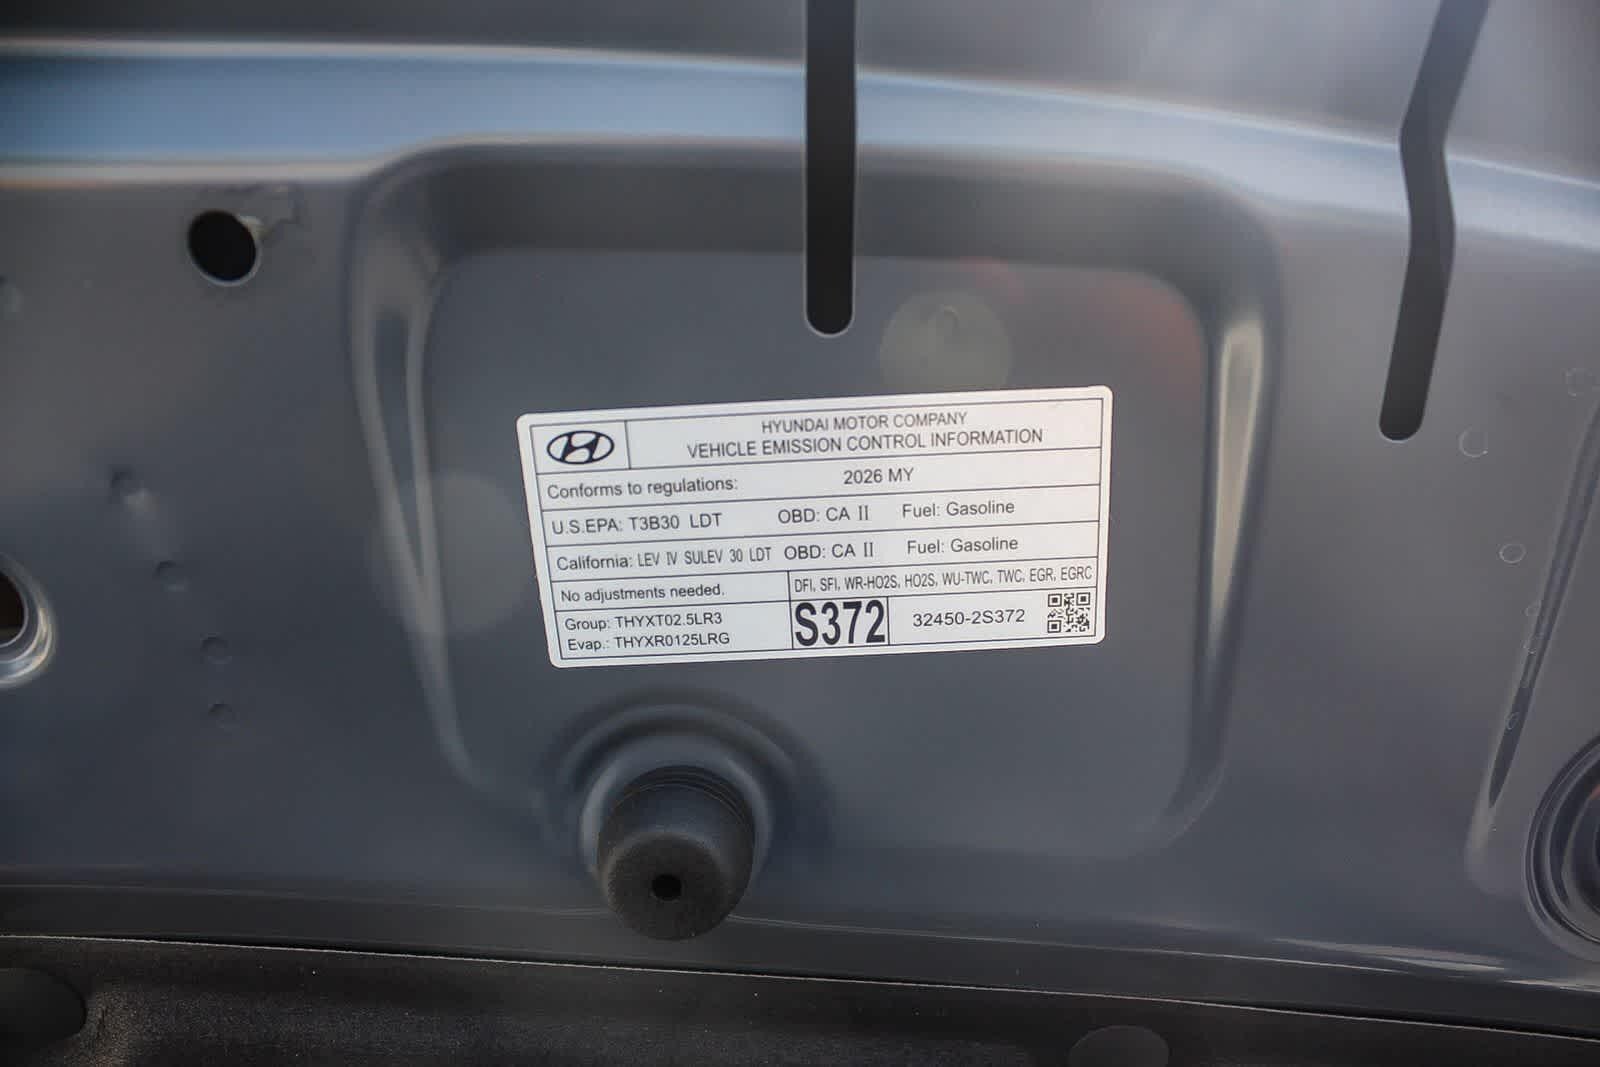 HYUNDAI MOTOR COMPANY
VEHICLE EMISSION CONTROL INFORMATION
Conforms to regulations: 2026 MY
U.S.EPA: T3B30 LDT OBD: CA II Fuel: Gasoline
California: LEV IV SULEV 30 LDT OBD: CA II Fuel: Gasoline
No adjustments needed. DFI, SFI, WR-HO2S, HO2S, WU-TWC, TWC, EGR, EGRC
Group: THYXT02.5LR3
Evap.: THYXR0125LRG
S372
32450-2S372